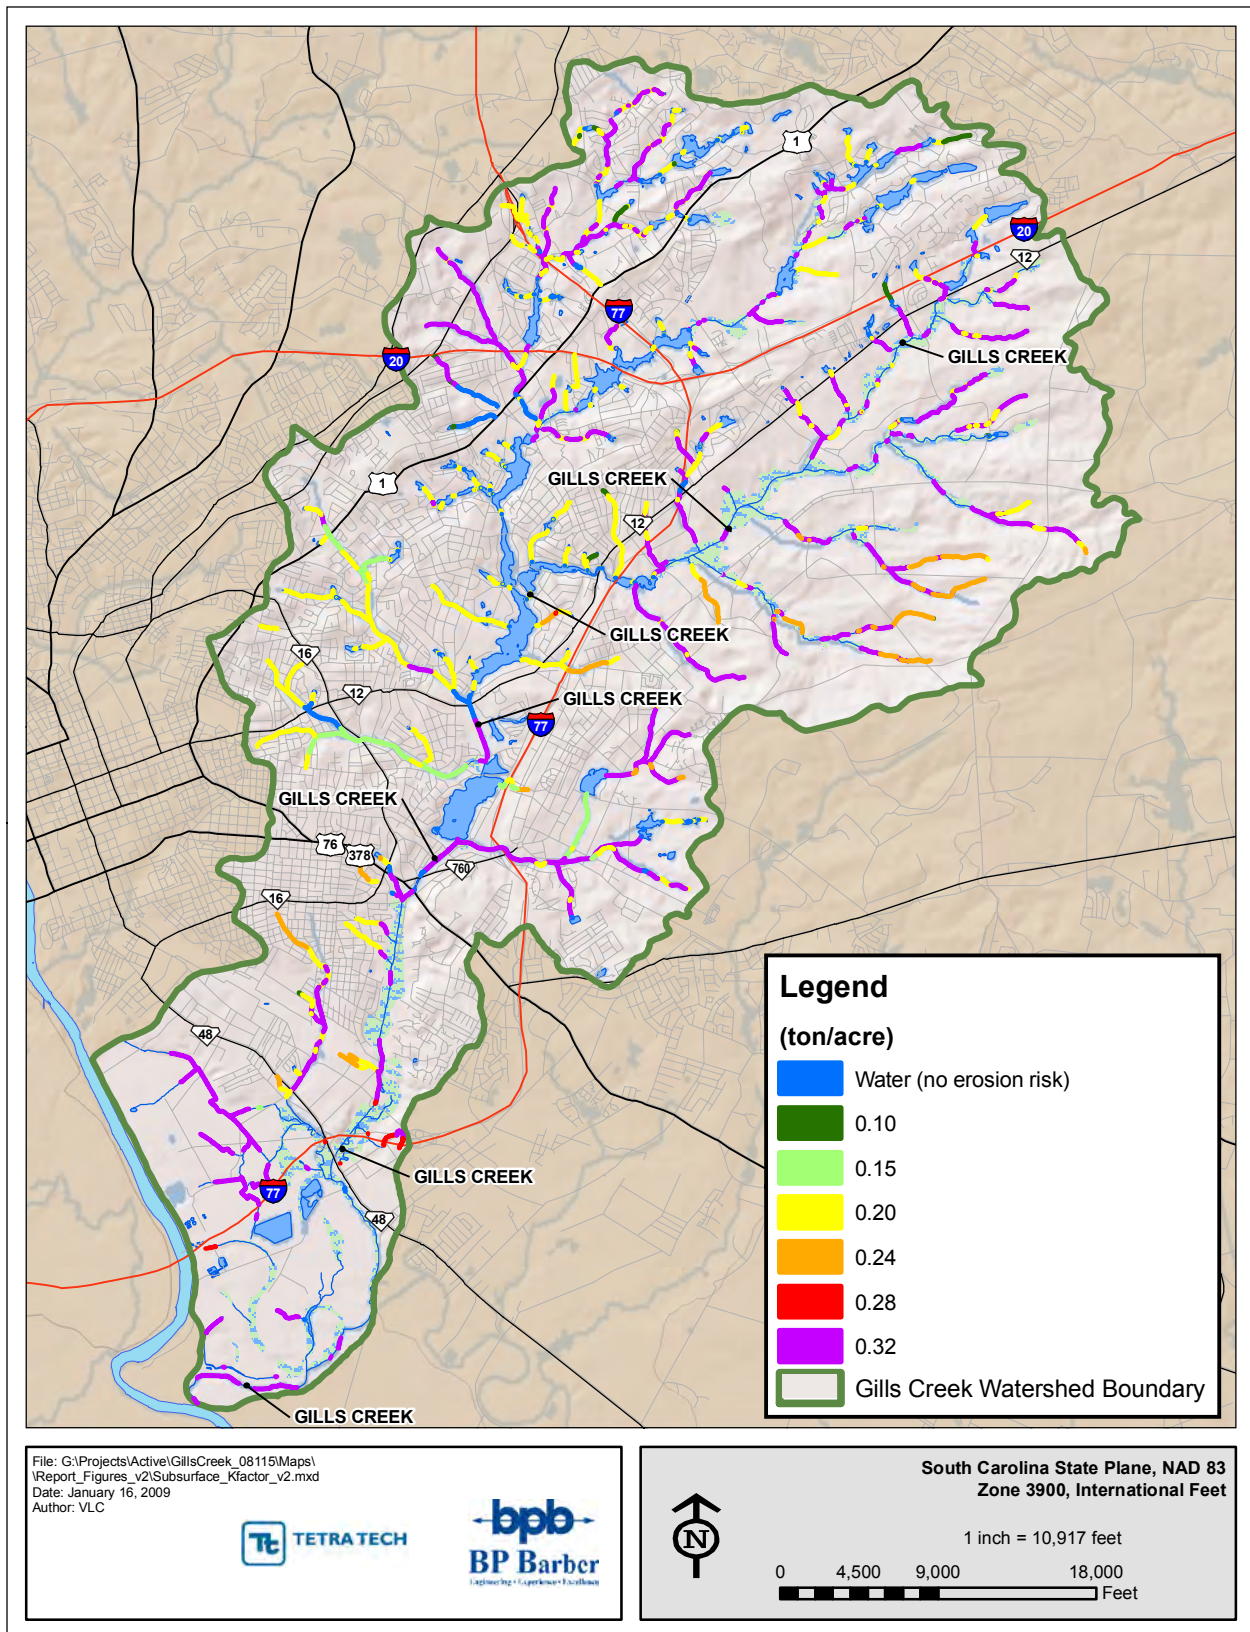 1
20
12
77
GILLS CREEK
20
1
GILLS CREEK
12
GILLS CREEK
16
12
GILLS CREEK
77
GILLS CREEK
76
378
760
16
48
GILLS CREEK
77
48
GILLS CREEK
Legend
(ton/acre)
Water (no erosion risk)
0.10
0.15
0.20
0.24
0.28
0.32
Gills Creek Watershed Boundary
File: G:\Projects\Active\GillsCreek_08115\Maps\
\Report_Figures_v2\Subsurface_Kfactor_v2.mxd
Date: January 16, 2009
Author: VLC
Tt TETRA TECH
bpb
BP Barber
Engineering • Experience • Excellence
South Carolina State Plane, NAD 83
Zone 3900, International Feet
N
1 inch = 10,917 feet
0 4,500 9,000 18,000
Feet